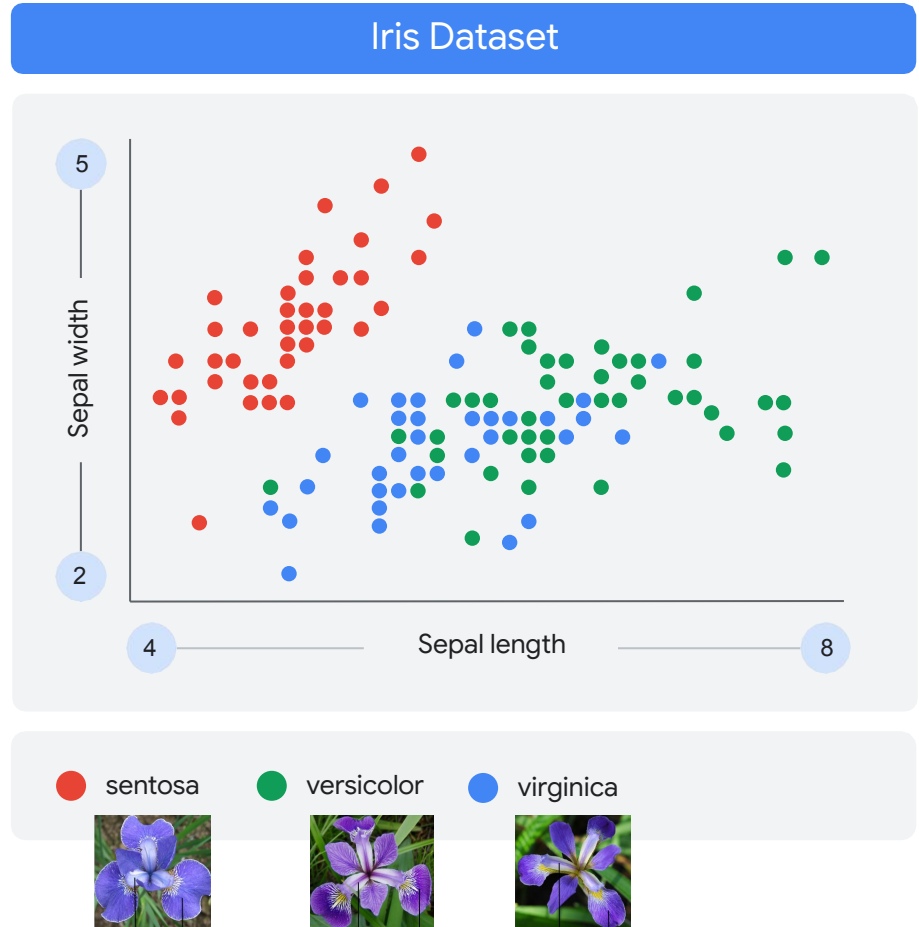 Iris Dataset
5
Sepal width
2
4
Sepal length
8
sentosa
versicolor
virginica